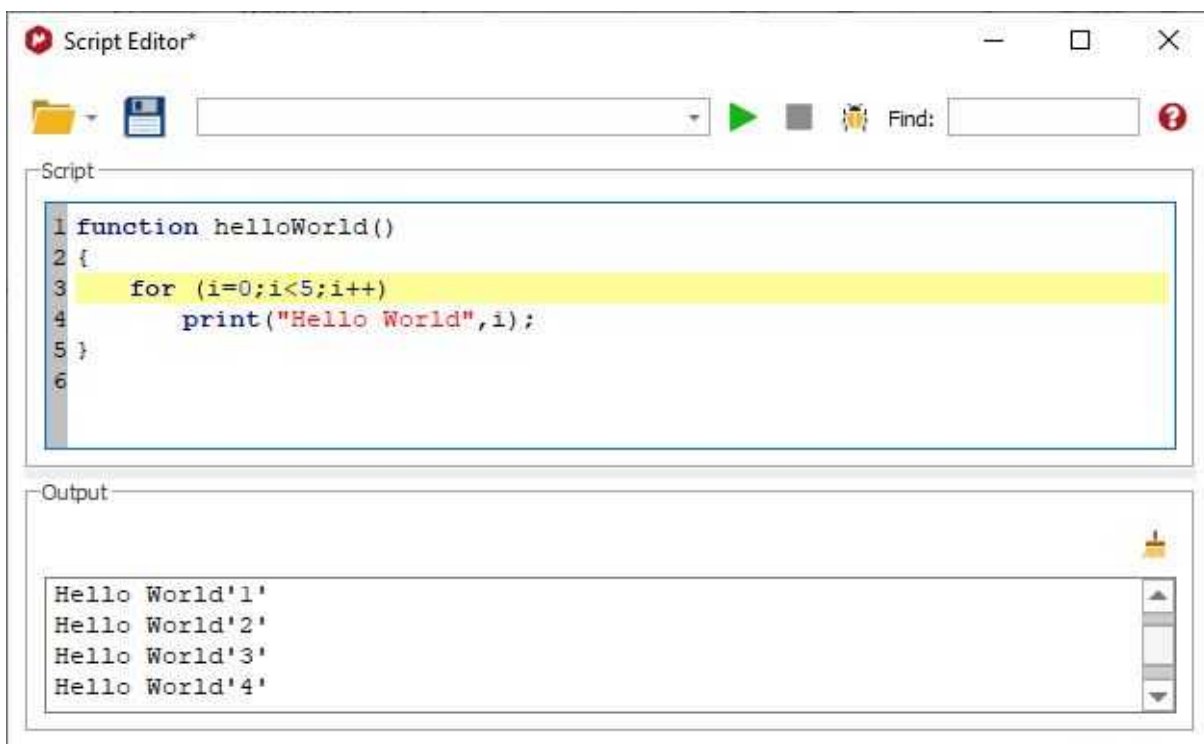 Script Editor*
Find:
Script
1 function helloWorld()
2 {
3 for (i=0;i<5;i++)
4 print("Hello World",i);
5 }
6
Output
Hello World'1'
Hello World'2'
Hello World'3'
Hello World'4'